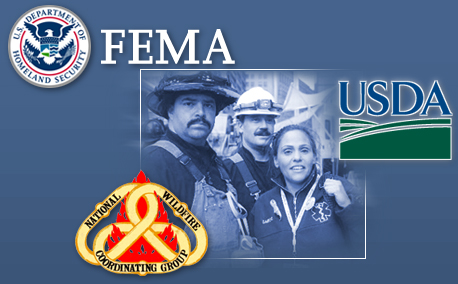 U.S. DEPARTMENT OF
HOMELAND SECURITY
FEMA
USDA
NATIONAL
WILDFIRE
COORDINATING GROUP